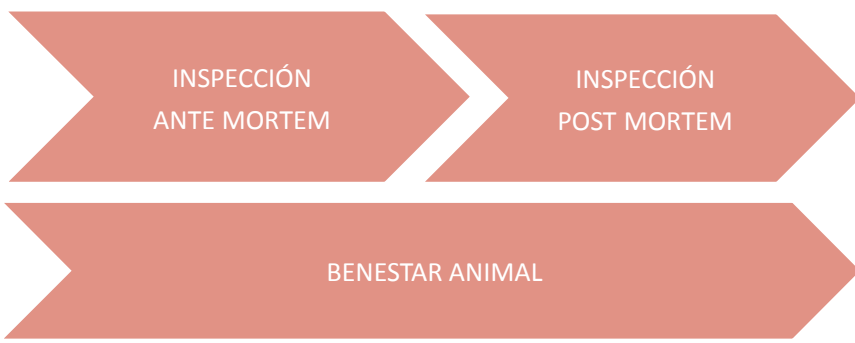 INSPECCIÓN
ANTE MORTEM
INSPECCIÓN
POST MORTEM
BENESTAR ANIMAL